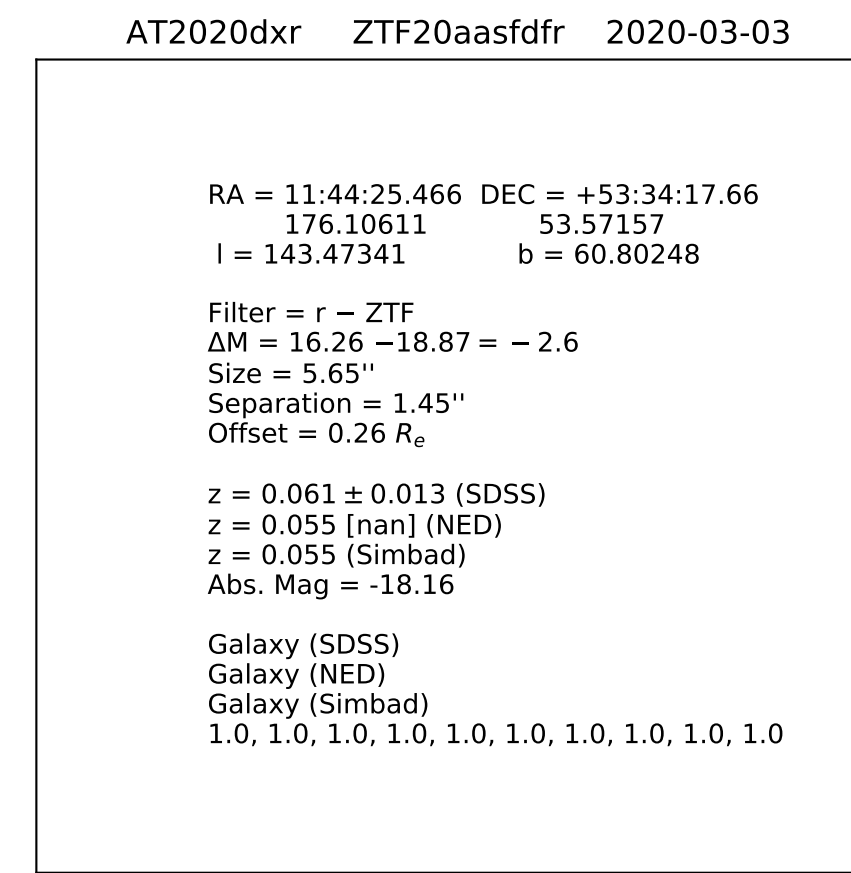 AT2020dxr ZTF20aasfdfr 2020-03-03
RA = 11:44:25.466 DEC = +53:34:17.66
176.10611 53.57157
l = 143.47341 b = 60.80248
Filter = r − ZTF
ΔM = 16.26 −18.87 = − 2.6
Size = 5.65''
Separation = 1.45''
Offset = 0.26 Rₑ
z = 0.061 ± 0.013 (SDSS)
z = 0.055 [nan] (NED)
z = 0.055 (Simbad)
Abs. Mag = -18.16
Galaxy (SDSS)
Galaxy (NED)
Galaxy (Simbad)
1.0, 1.0, 1.0, 1.0, 1.0, 1.0, 1.0, 1.0, 1.0, 1.0